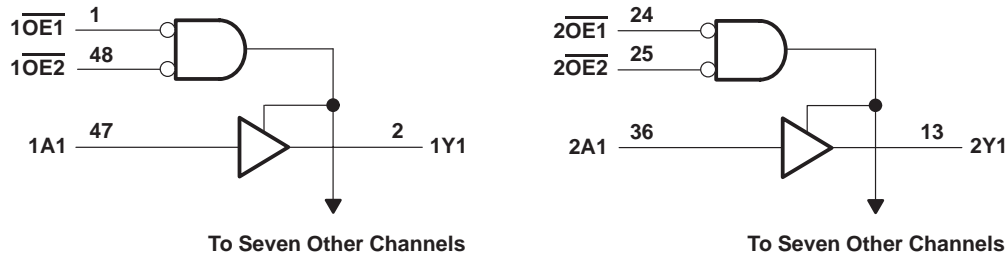 1OE1 1
1OE2 48
1A1 47 2 1Y1
To Seven Other Channels
2OE1 24
2OE2 25
2A1 36 13 2Y1
To Seven Other Channels